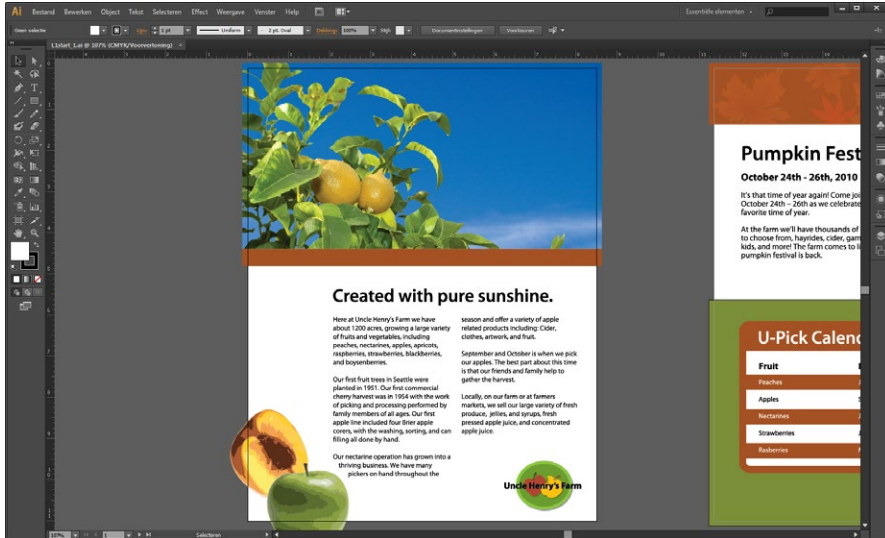 Ai Bestand Bewerken Object Tekst Selecteren Effect Weergave Venster Help
Essentiële elementen
Geen selectie
2 pt
Uniform
2 pt. Oval
Dekking: 100%
Stijl:
Documentinstellingen
Voorkeuren
L1start_1.ai @ 107% (CMYK/Voorvertoning) ×
Created with pure sunshine.
Here at Uncle Henry's Farm we have
about 1200 acres, growing a large variety
of fruits and vegetables, including
peaches, nectarines, apples, apricots,
raspberries, strawberries, blackberries,
and boysenberries.
Our first fruit trees in Seattle were
planted in 1951. Our first commercial
cherry harvest was in 1954 with the work
of picking and processing performed by
family members of all ages. Our first
apple line included four Brier apple
corers, with the washing, sorting, and can
filling all done by hand.
Our nectarine operation has grown into a
thriving business. We have many
pickers on hand throughout the
season and offer a variety of apple
related products including: Cider,
clothes, artwork, and fruit.
September and October is when we pick
our apples. The best part about this time
is that our friends and family help to
gather the harvest.
Locally, on our farm or at farmers
markets, we sell our large variety of fresh
produce, jellies, and syrups, fresh
pressed apple juice, and concentrated
apple juice.
Uncle Henry's Farm
Pumpkin Fest
October 24th - 26th, 2010
It's that time of year again! Come joi
October 24th – 26th as we celebrate
favorite time of year.
At the farm we'll have thousands of
to choose from, hayrides, cider, gam
kids, and more! The farm comes to li
pumpkin festival is back.
U-Pick Calend
Fruit
Peaches
Apples
Nectarines
Strawberries
Rasberries
107%
1
Selecteren